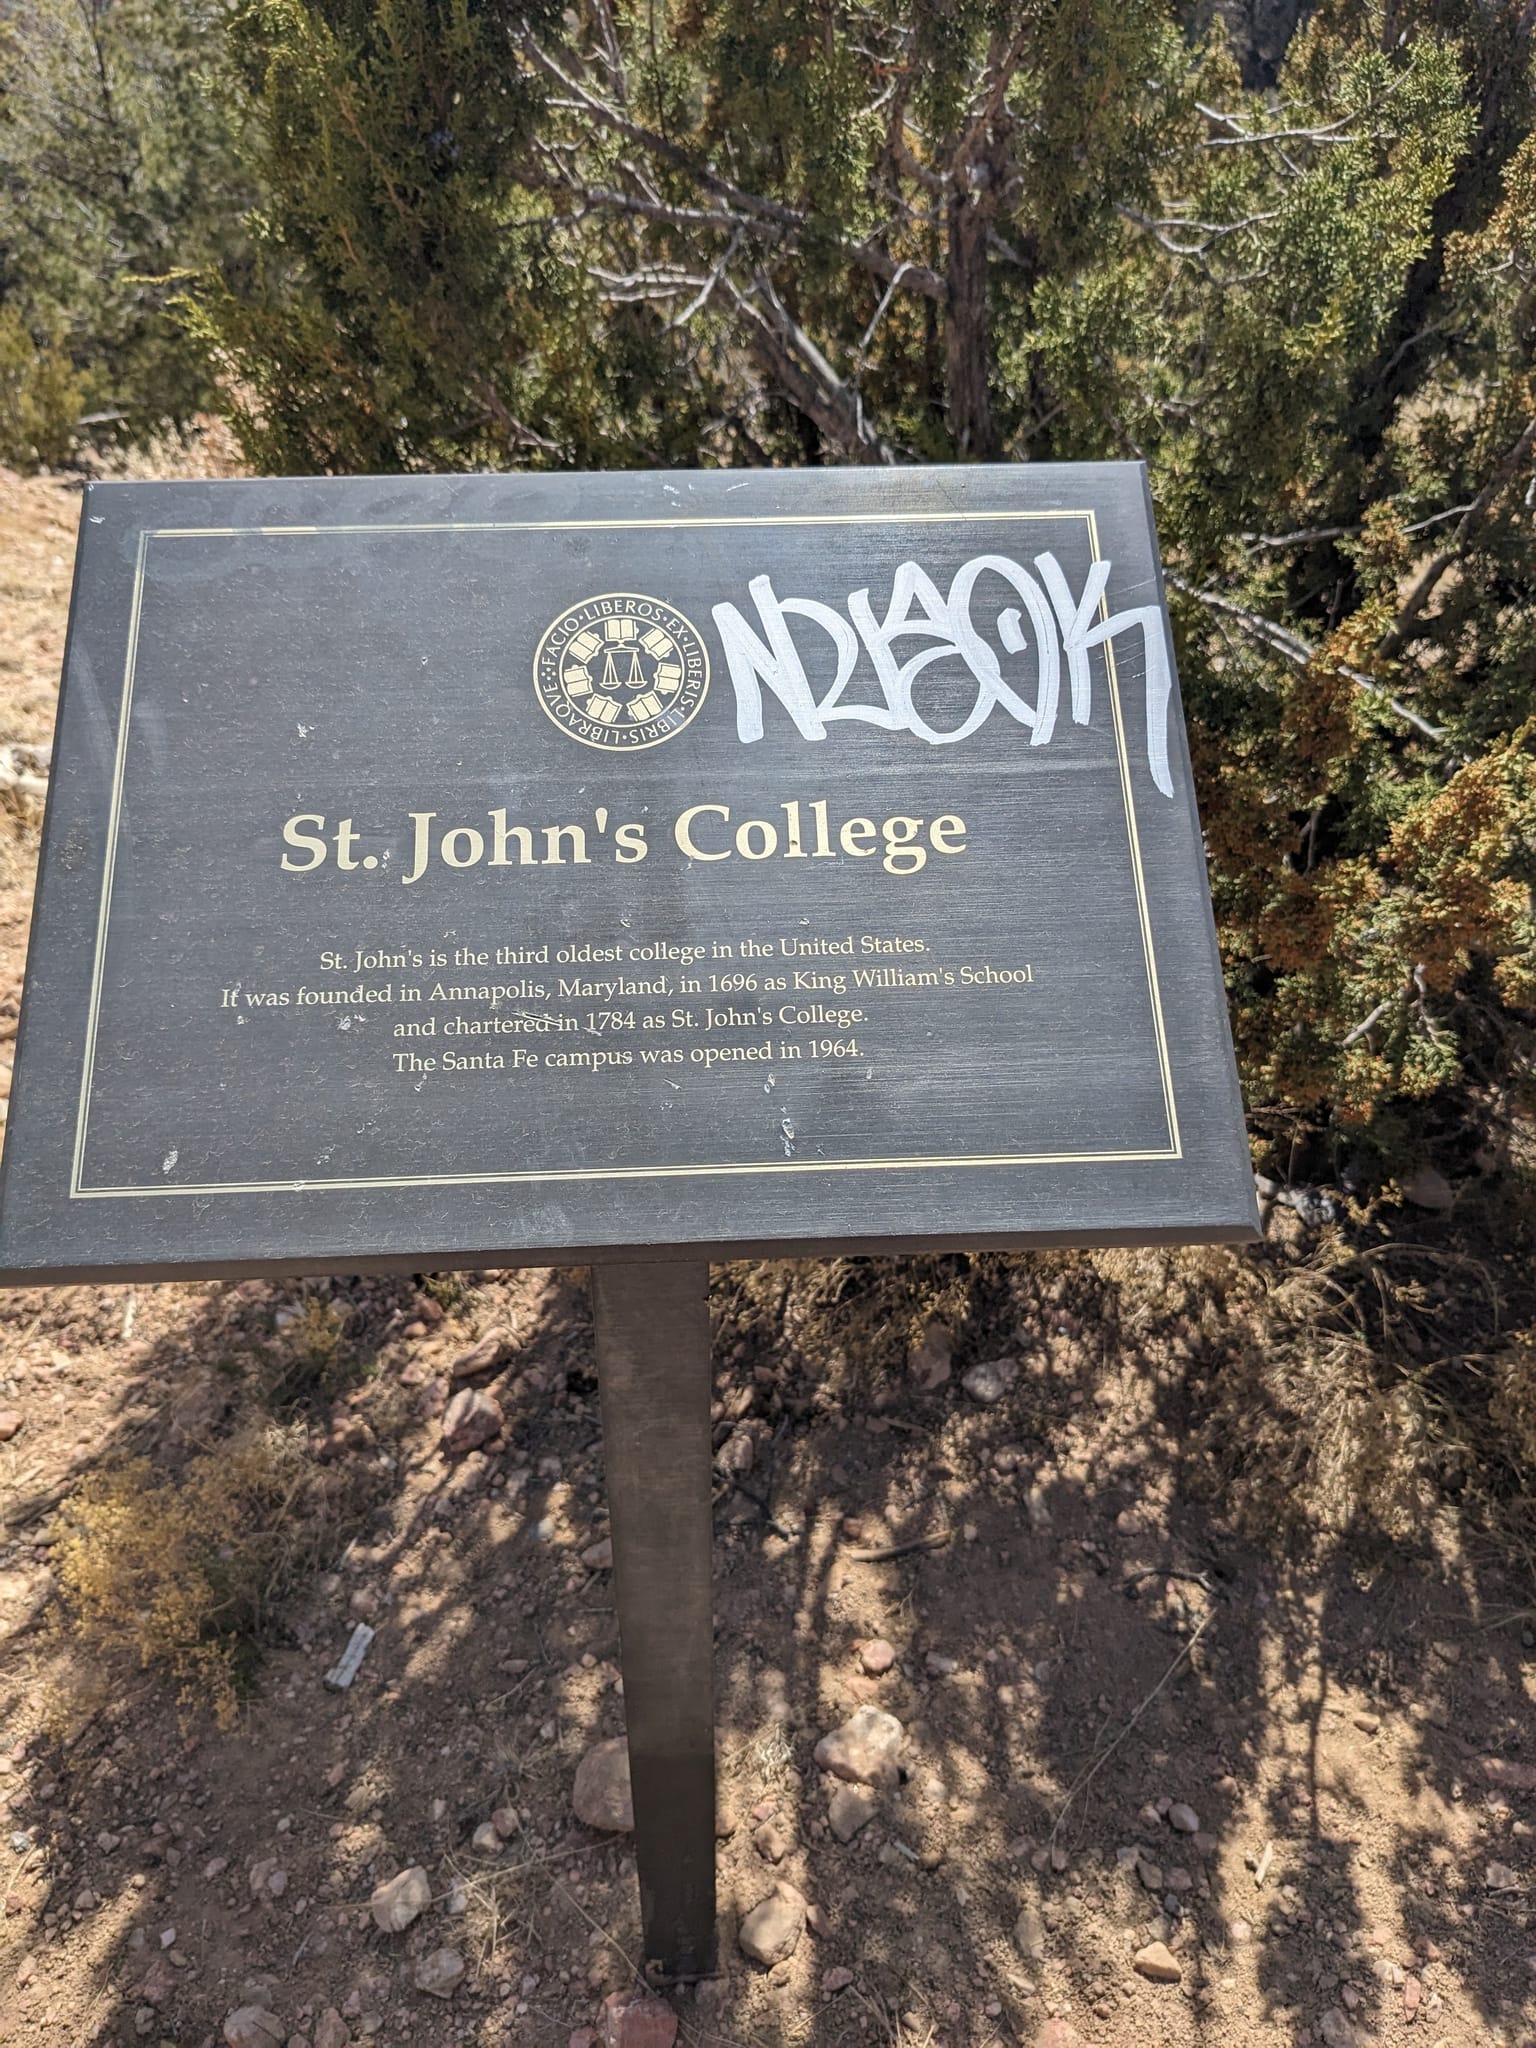 FACIO·LIBEROS·EX·LIBERIS·LIBRIS·LIBRAQVE
St. John's College
St. John's is the third oldest college in the United States.
It was founded in Annapolis, Maryland, in 1696 as King William's School
and chartered in 1784 as St. John's College.
The Santa Fe campus was opened in 1964.